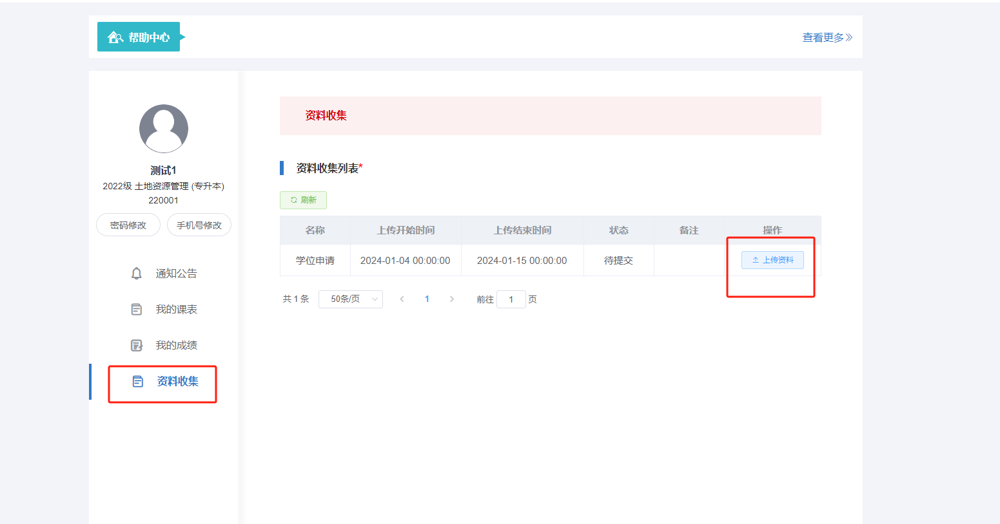 帮助中心
查看更多
测试1
2022级 土地资源管理 (专升本)
220001
密码修改 手机号修改
通知公告
我的课表
我的成绩
资料收集
资料收集
资料收集列表*
刷新
名称 上传开始时间 上传结束时间 状态 备注 操作
学位申请 2024-01-04 00:00:00 2024-01-15 00:00:00 待提交 上传资料
共 1 条 50条/页 1 前往 1 页